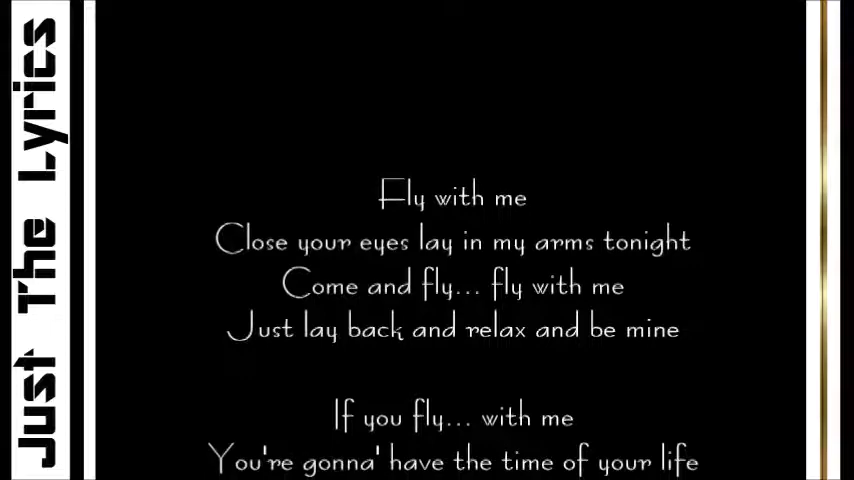 Just The Lyrics
Fly with me
Close your eyes lay in my arms tonight
Come and fly... fly with me
Just lay back and relax and be mine
If you fly... with me
You're gonna' have the time of your life